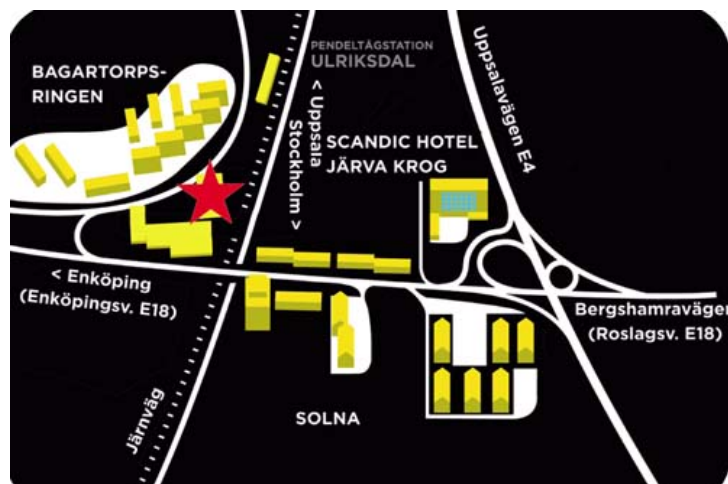 PENDELTÅGSTATION
ULRIKSDAL
BAGARTORPS-
RINGEN
< Uppsala
Stockholm >
Uppsalavägen E4
SCANDIC HOTEL
JÄRVA KROG
< Enköping
(Enköpingsv. E18)
Bergshamravägen
(Roslagsv. E18)
SOLNA
Järnväg